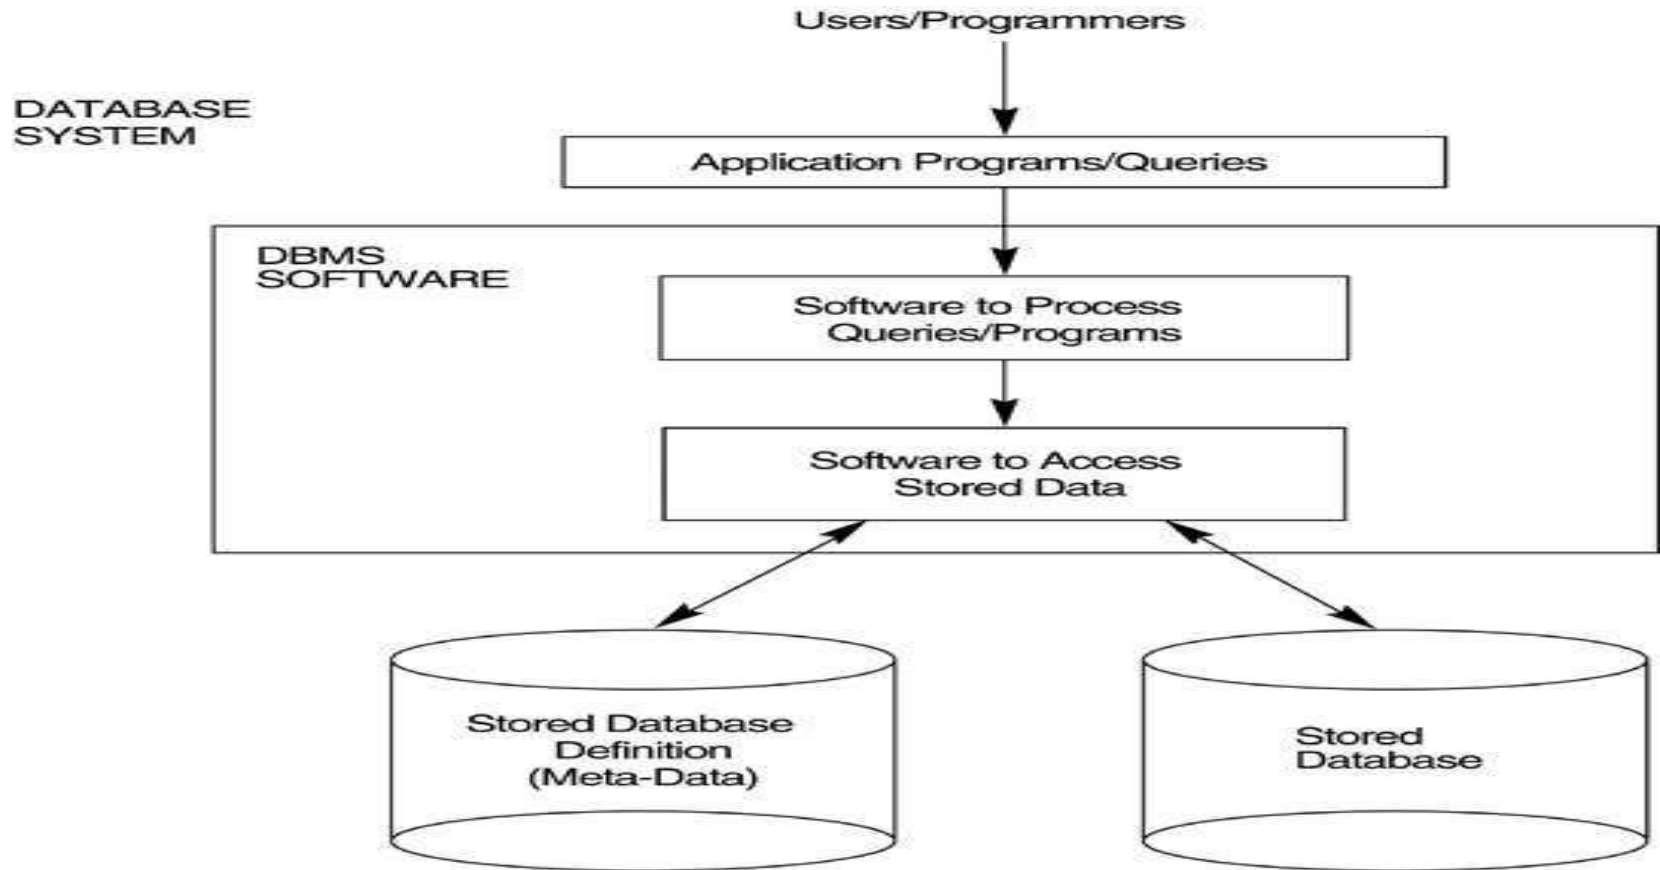 Users/Programmers
DATABASE
SYSTEM
Application Programs/Queries
DBMS
SOFTWARE
Software to Process
Queries/Programs
Software to Access
Stored Data
Stored Database
Definition
(Meta-Data)
Stored
Database